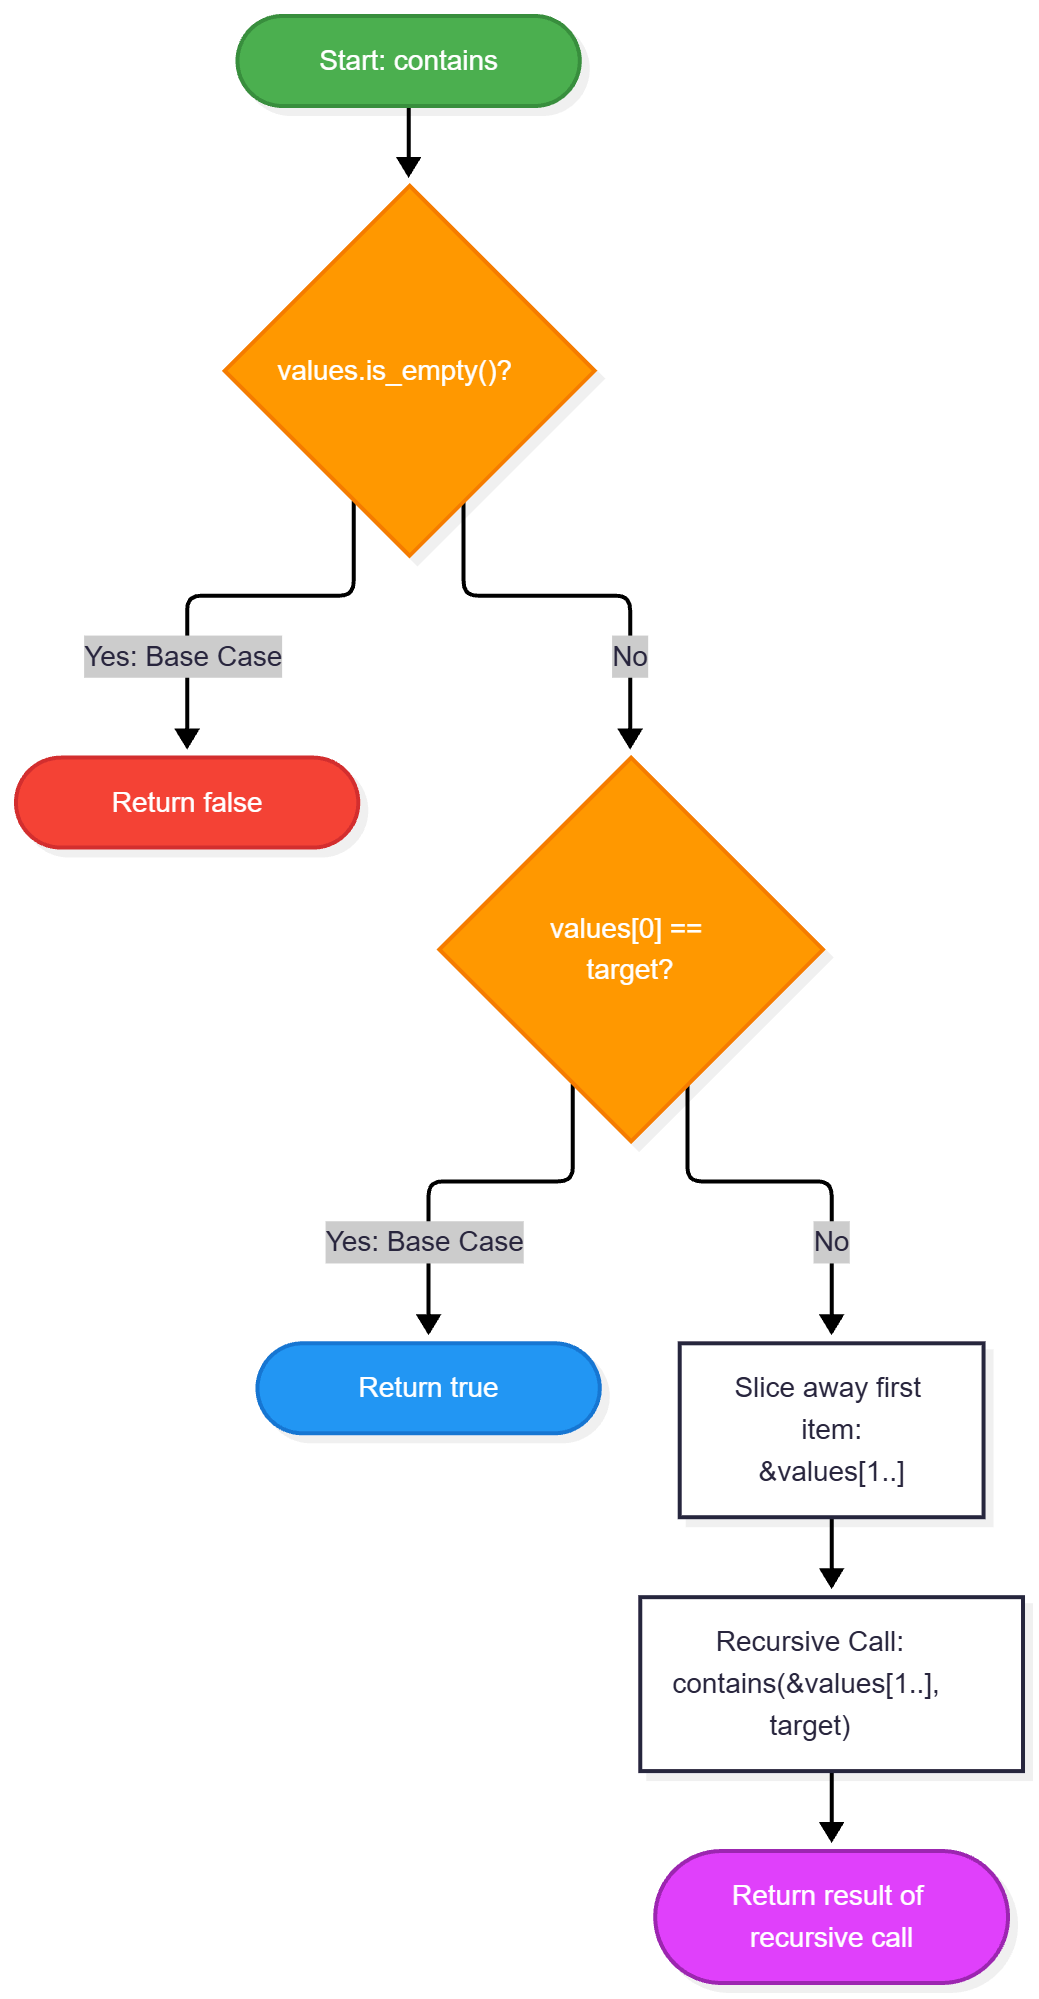 Start: contains
values.is_empty()?
Yes: Base Case
No
Return false
values[0] ==
target?
Yes: Base Case
No
Return true
Slice away first
item:
&values[1..]
Recursive Call:
contains(&values[1..],
target)
Return result of
recursive call